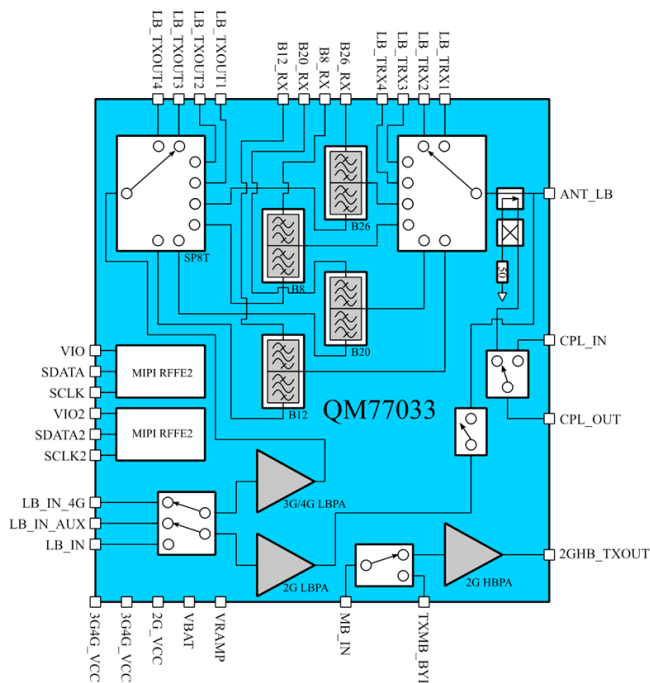 LB_TXOUT4
LB_TXOUT3
LB_TXOUT2
LB_TXOUT1
B12_RX
B20_RX
B8_RX
B26_RX
LB_TRX4
LB_TRX3
LB_TRX2
LB_TRX1
ANT_LB
B26
SP8T
50
B8
CPL_IN
VIO
B20
SDATA
MIPI RFFE2
SCLK
B12
QM77033
VIO2
CPL_OUT
SDATA2
MIPI RFFE2
SCLK2
LB_IN_4G
3G/4G LBPA
LB_IN_AUX
LB_IN
2GHB_TXOUT
2G LBPA
2G HBPA
3G4G_VCC
3G4G_VCC
2G_VCC
VBAT
VRAMP
MB_IN
TXMB_BYI